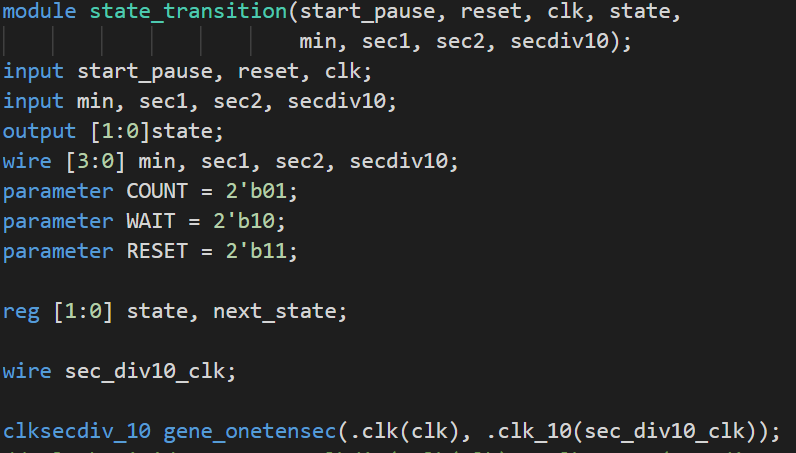 module state_transition(start_pause, reset, clk, state,
min, sec1, sec2, secdiv10);
input start_pause, reset, clk;
input min, sec1, sec2, secdiv10;
output [1:0]state;
wire [3:0] min, sec1, sec2, secdiv10;
parameter COUNT = 2'b01;
parameter WAIT = 2'b10;
parameter RESET = 2'b11;
reg [1:0] state, next_state;
wire sec_div10_clk;
clksecdiv_10 gene_onetensec(.clk(clk), .clk_10(sec_div10_clk));